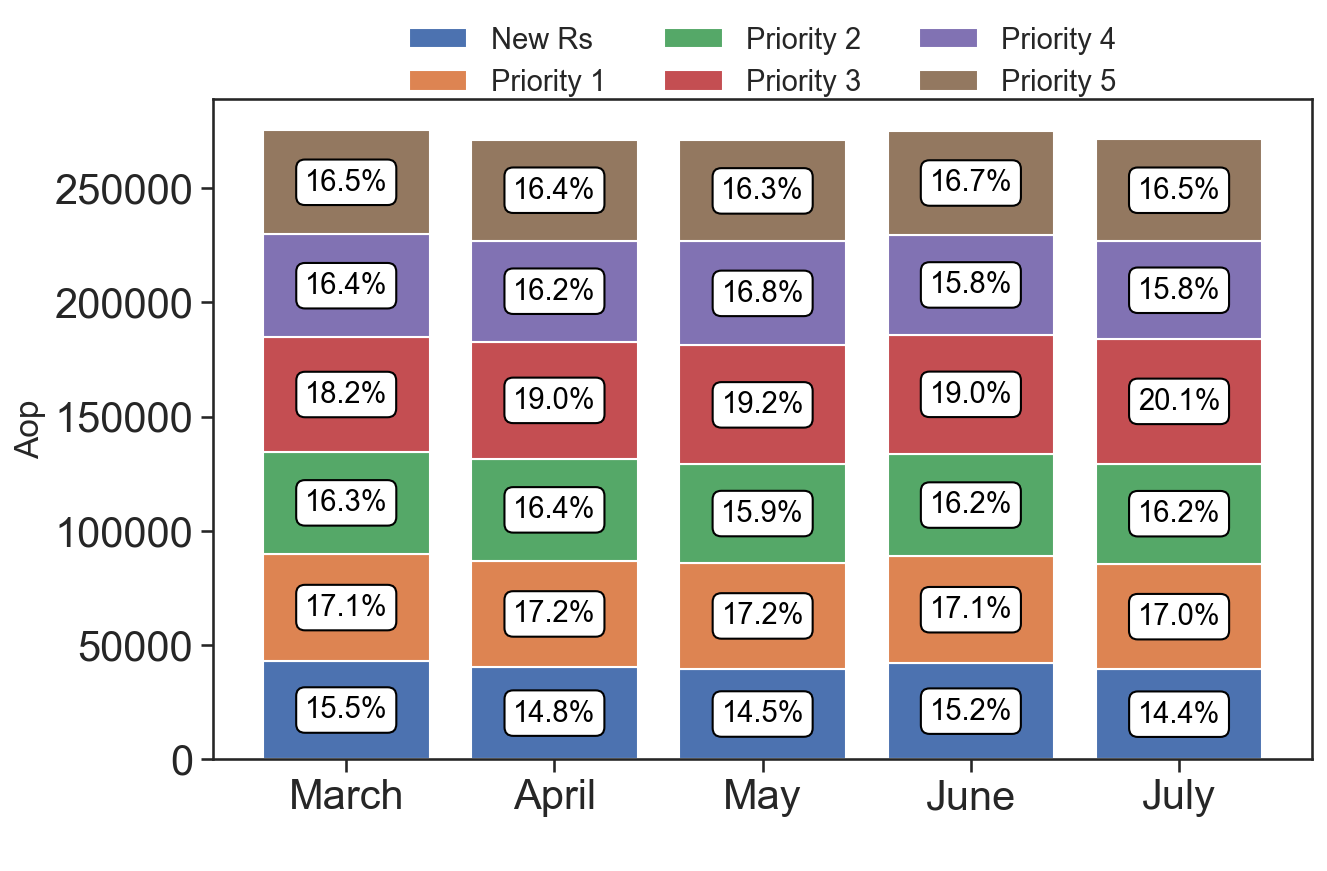 New Rs Priority 2 Priority 4
Priority 1 Priority 3 Priority 5
250000
200000
150000
100000
50000
0
Aop
16.5% 16.4% 16.3% 16.7% 16.5%
16.4% 16.2% 16.8% 15.8% 15.8%
18.2% 19.0% 19.2% 19.0% 20.1%
16.3% 16.4% 15.9% 16.2% 16.2%
17.1% 17.2% 17.2% 17.1% 17.0%
15.5% 14.8% 14.5% 15.2% 14.4%
March April May June July